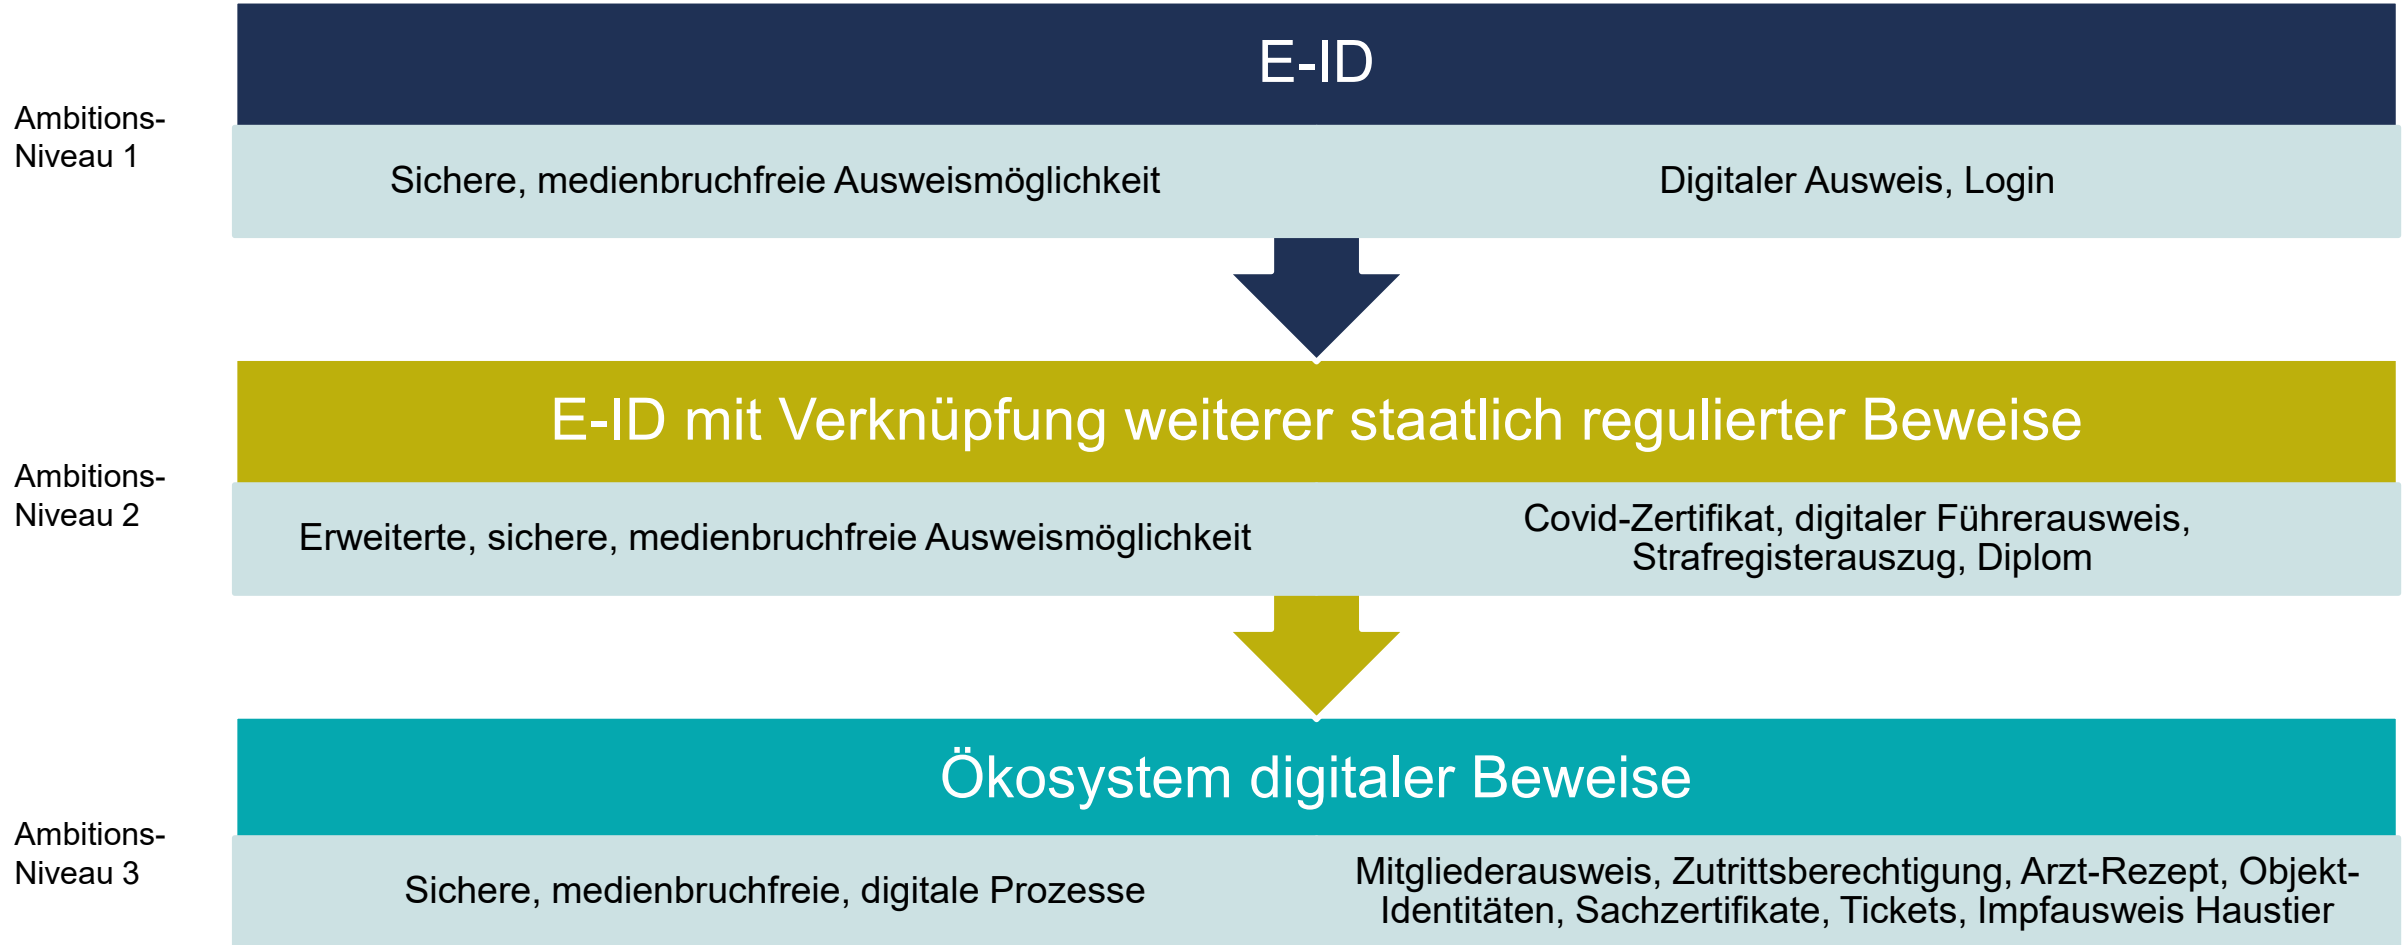 E-ID
Ambitions-
Niveau 1
Sichere, medienbruchfreie Ausweismöglichkeit
Digitaler Ausweis, Login
E-ID mit Verknüpfung weiterer staatlich regulierter Beweise
Ambitions-
Niveau 2
Erweiterte, sichere, medienbruchfreie Ausweismöglichkeit
Covid-Zertifikat, digitaler Führerausweis,
Strafregisterauszug, Diplom
Ökosystem digitaler Beweise
Ambitions-
Niveau 3
Sichere, medienbruchfreie, digitale Prozesse
Mitgliederausweis, Zutrittsberechtigung, Arzt-Rezept, Objekt-
Identitäten, Sachzertifikate, Tickets, Impfausweis Haustier